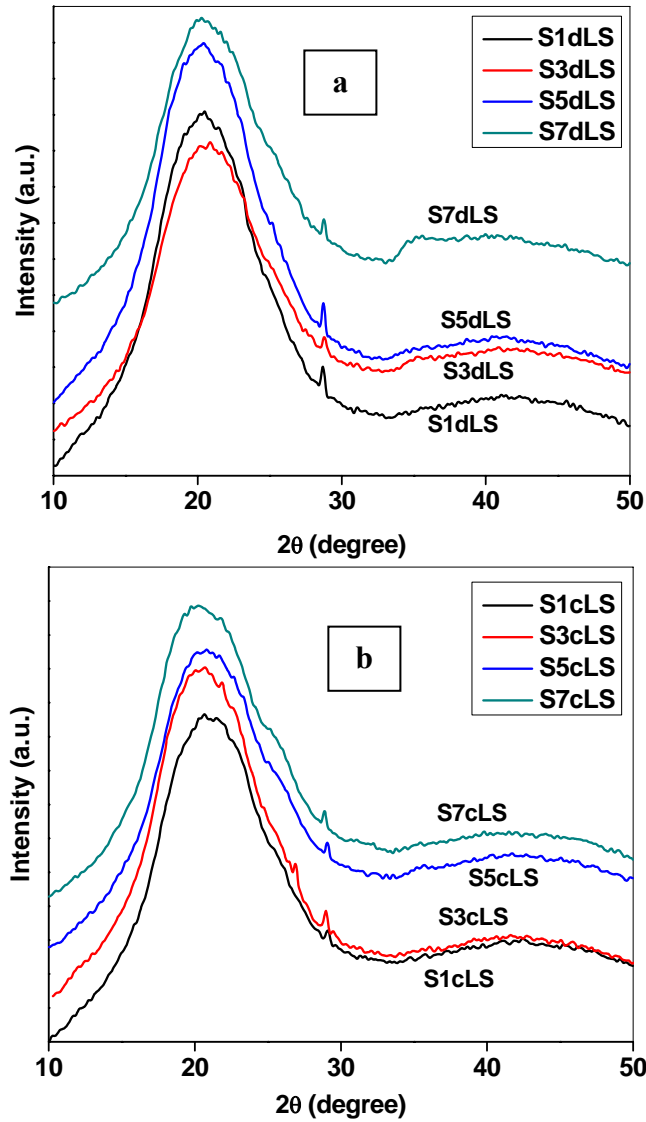 S1dLS
S3dLS
S5dLS
S7dLS
a
Intensity (a.u.)
S7dLS
S5dLS
S3dLS
S1dLS
10 20 30 40 50
2θ (degree)
S1cLS
S3cLS
S5cLS
S7cLS
b
Intensity (a.u.)
S7cLS
S5cLS
S3cLS
S1cLS
10 20 30 40 50
2θ (degree)